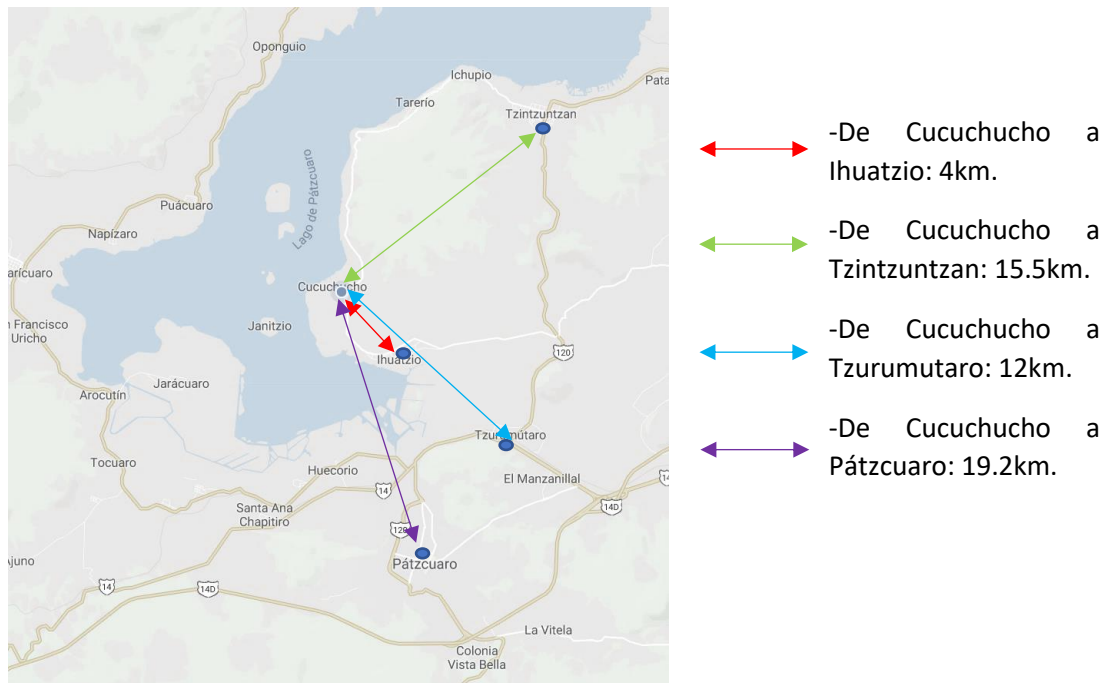 Oponguio
Ichupio
Pata
Tarerío
Tzintzuntzan
Lago de Pátzcuaro
Puácuaro
Napízaro
arícuaro
Cucuchucho
n Francisco
Uricho
Janitzio
Ihuatzio
120
Jarácuaro
Arocutín
Tzurumútaro
Tocuaro
Huecorio
El Manzanillal
14
14
Santa Ana
Chapitiro
14D
120
Ajuno
Pátzcuaro
14
14D
La Vitela
Colonia
Vista Bella
-De Cucuchucho a
Ihuatzio: 4km.
-De Cucuchucho a
Tzintzuntzan: 15.5km.
-De Cucuchucho a
Tzurumutaro: 12km.
-De Cucuchucho a
Pátzcuaro: 19.2km.